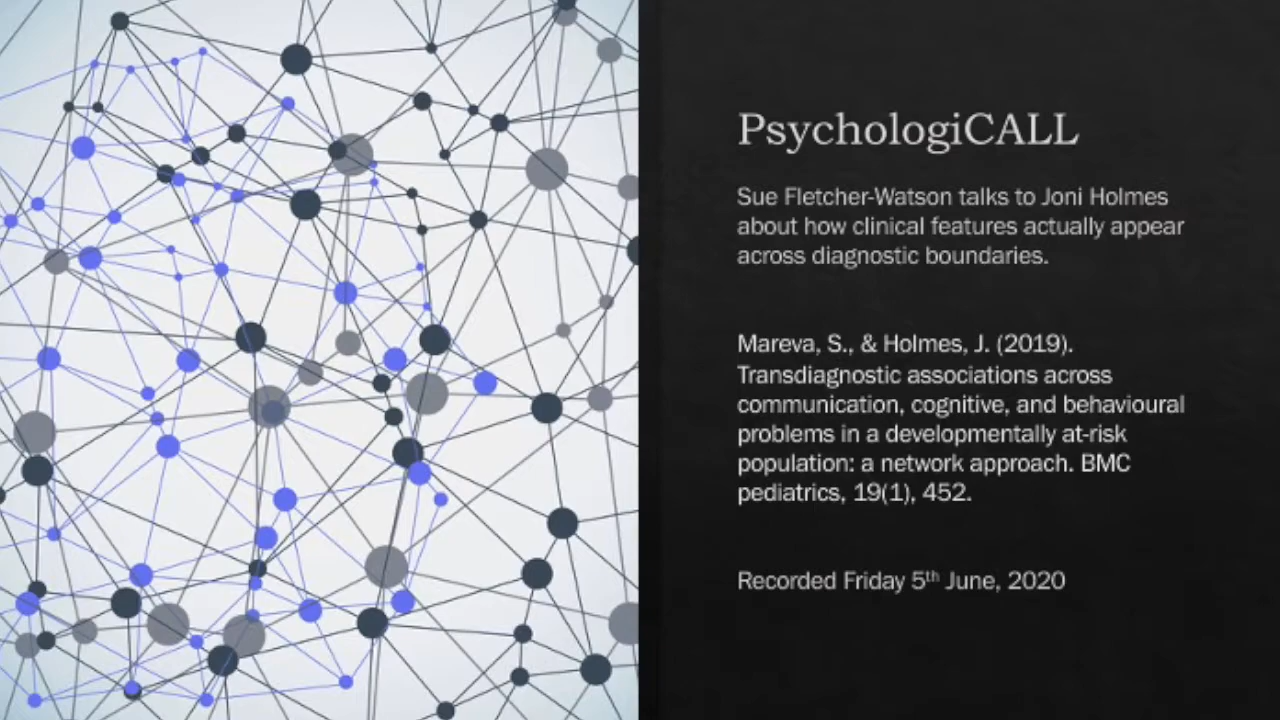 PsychologiCALL
Sue Fletcher-Watson talks to Joni Holmes
about how clinical features actually appear
across diagnostic boundaries.
Mareva, S., & Holmes, J. (2019).
Transdiagnostic associations across
communication, cognitive, and behavioural
problems in a developmentally at-risk
population: a network approach. BMC
pediatrics, 19(1), 452.
Recorded Friday 5th June, 2020